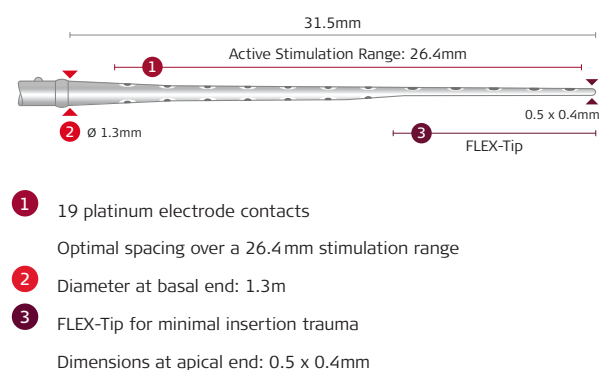 31.5mm
Active Stimulation Range: 26.4mm
1
0.5 x 0.4mm
2 Ø 1.3mm
3
FLEX-Tip
1 19 platinum electrode contacts
Optimal spacing over a 26.4 mm stimulation range
2 Diameter at basal end: 1.3m
3 FLEX-Tip for minimal insertion trauma
Dimensions at apical end: 0.5 x 0.4mm